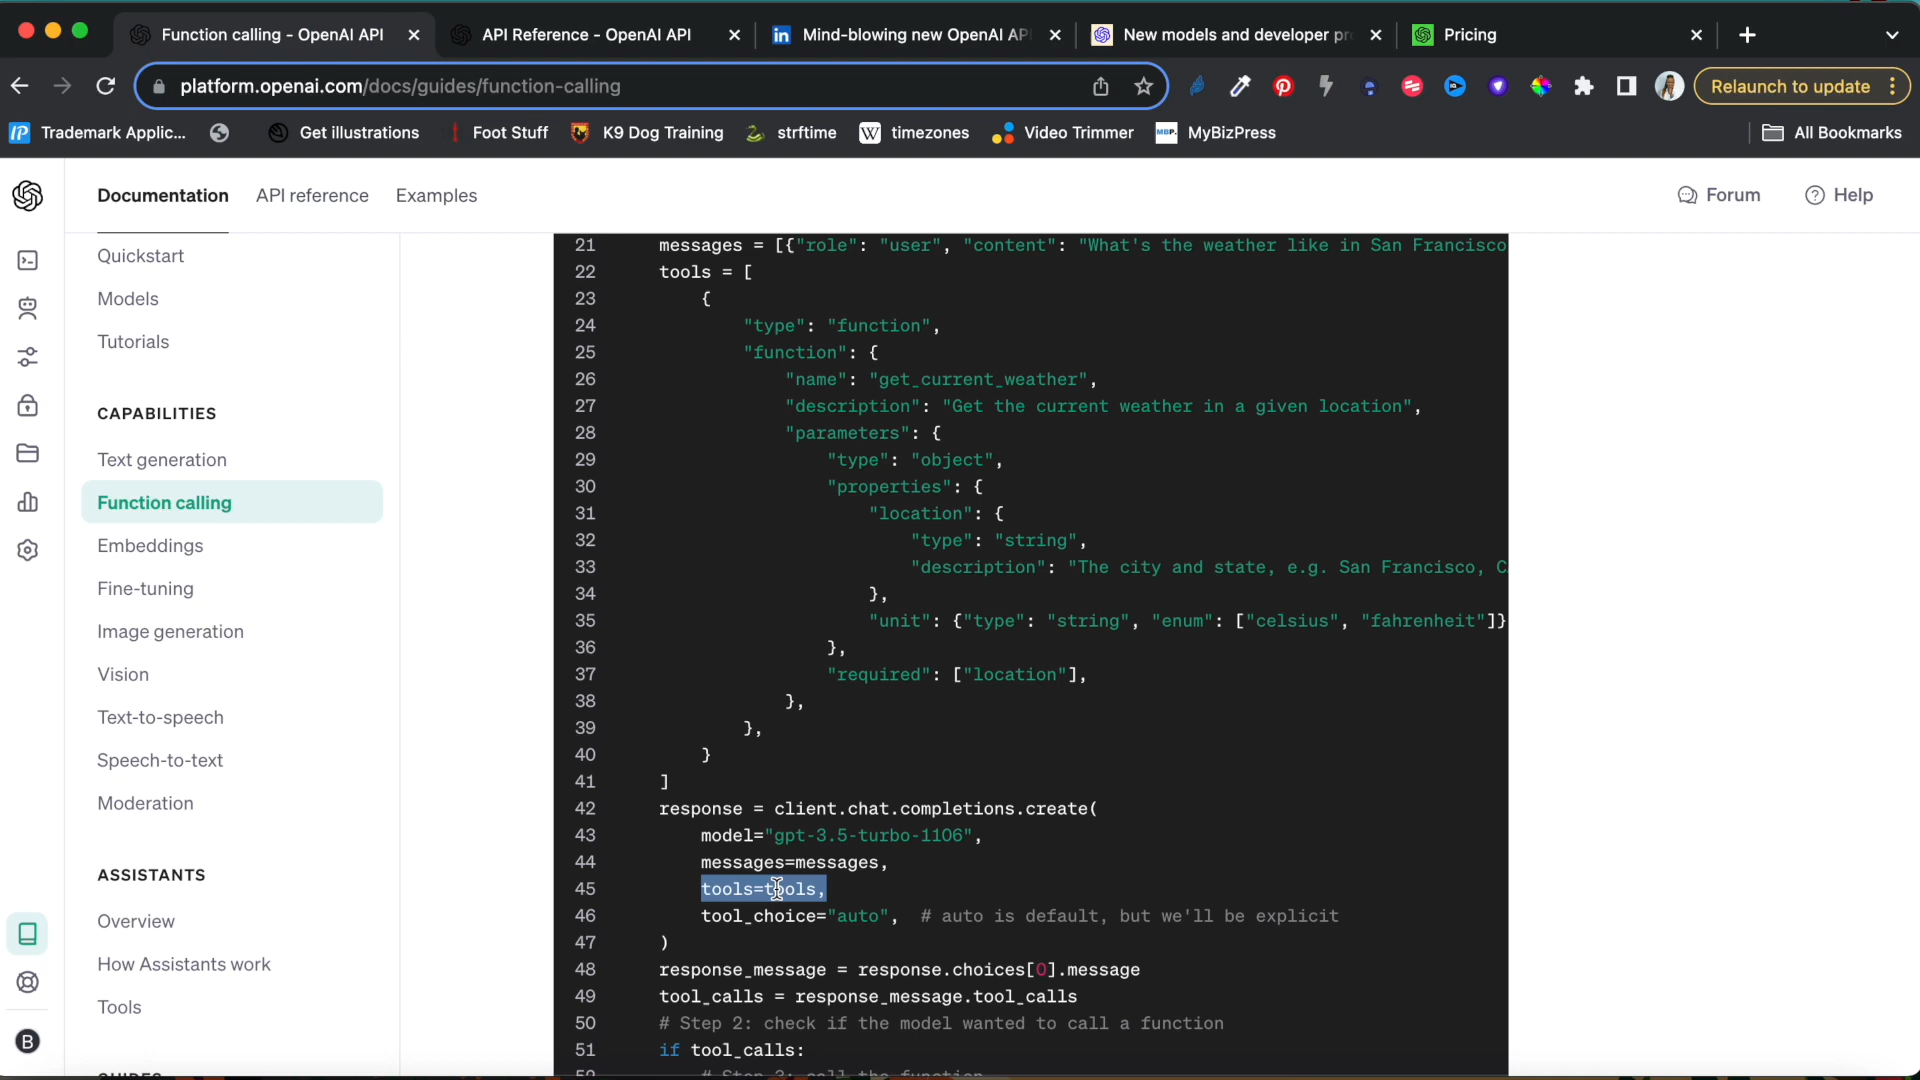 Function calling - OpenAI API
API Reference - OpenAI API
Mind-blowing new OpenAI AP
New models and developer pr
Pricing
platform.openai.com/docs/guides/function-calling
Relaunch to update
Trademark Applic...
Get illustrations
Foot Stuff
K9 Dog Training
strftime
W timezones
Video Trimmer
MBP. MyBizPress
All Bookmarks
Documentation
API reference
Examples
Forum
Help
Quickstart
Models
Tutorials
CAPABILITIES
Text generation
Function calling
Embeddings
Fine-tuning
Image generation
Vision
Text-to-speech
Speech-to-text
Moderation
ASSISTANTS
Overview
How Assistants work
Tools
B
21 messages = [{"role": "user", "content": "What's the weather like in San Francisco
22 tools = [
23 {
24 "type": "function",
25 "function": {
26 "name": "get_current_weather",
27 "description": "Get the current weather in a given location",
28 "parameters": {
29 "type": "object",
30 "properties": {
31 "location": {
32 "type": "string",
33 "description": "The city and state, e.g. San Francisco, C
34 },
35 "unit": {"type": "string", "enum": ["celsius", "fahrenheit"]}
36 },
37 "required": ["location"],
38 },
39 },
40 }
41 ]
42 response = client.chat.completions.create(
43 model="gpt-3.5-turbo-1106",
44 messages=messages,
45 tools=tools,
46 tool_choice="auto", # auto is default, but we'll be explicit
47 )
48 response_message = response.choices[0].message
49 tool_calls = response_message.tool_calls
50 # Step 2: check if the model wanted to call a function
51 if tool_calls:
52 # Step 3: call the function